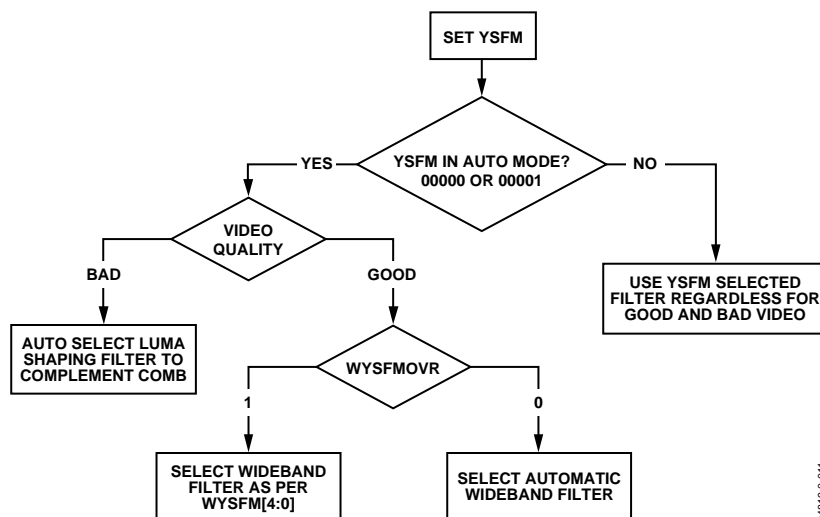 SET YSFM
YSFM IN AUTO MODE?
00000 OR 00001
YES
NO
VIDEO
QUALITY
BAD
GOOD
USE YSFM SELECTED
FILTER REGARDLESS FOR
GOOD AND BAD VIDEO
AUTO SELECT LUMA
SHAPING FILTER TO
COMPLEMENT COMB
WYSFMOVR
1
0
SELECT WIDEBAND
FILTER AS PER
WYSFM[4:0]
SELECT AUTOMATIC
WIDEBAND FILTER